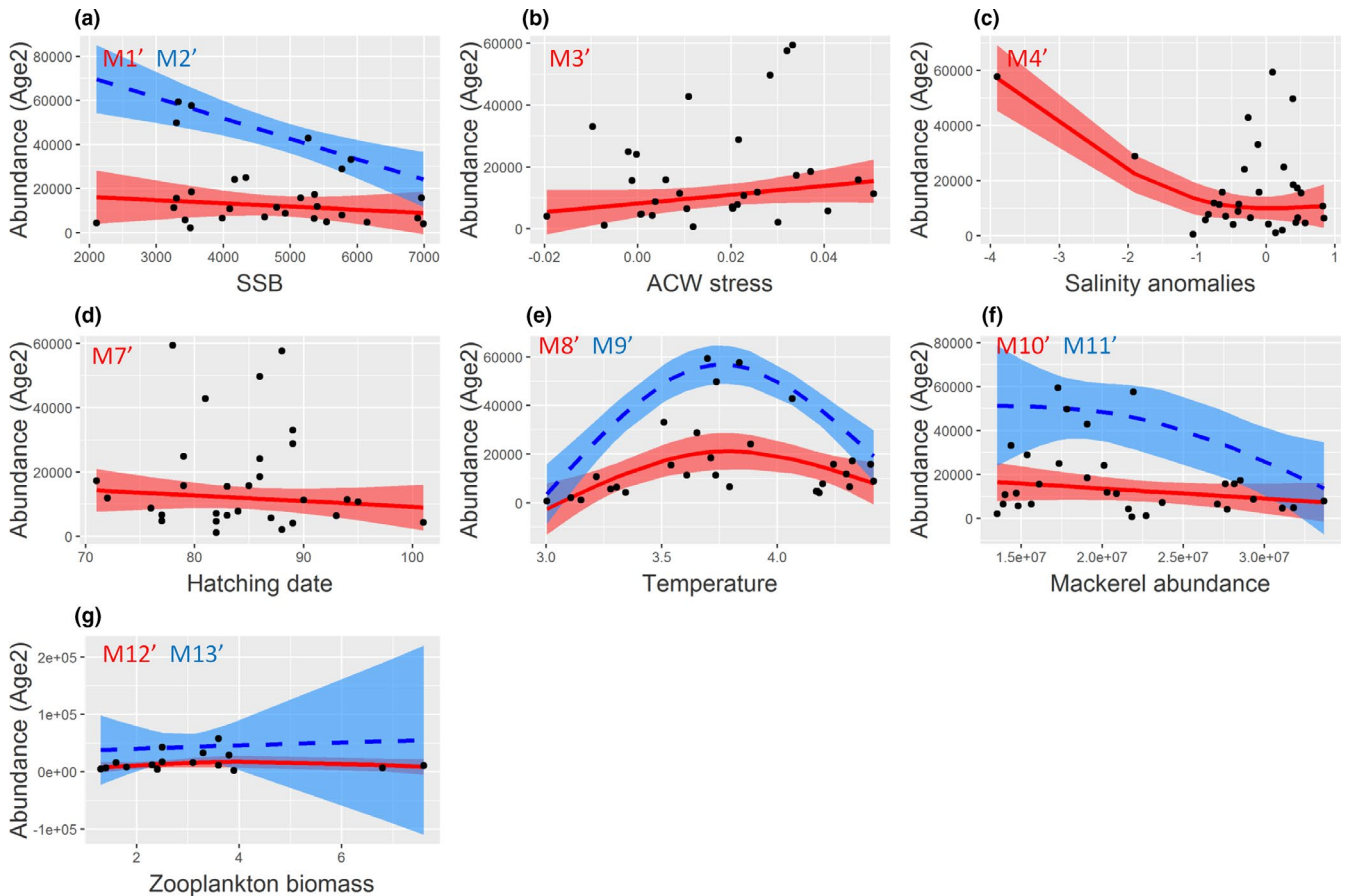 (a)
M1’ M2’
Abundance (Age2)
80000
60000
40000
20000
0
2000 3000 4000 5000 6000 7000
SSB
(b)
M3’
Abundance (Age2)
60000
40000
20000
0
-0.02 0.00 0.02 0.04
ACW stress
(c)
M4’
Abundance (Age2)
60000
40000
20000
0
-4 -3 -2 -1 0 1
Salinity anomalies
(d)
M7’
Abundance (Age2)
60000
40000
20000
0
70 80 90 100
Hatching date
(e)
M8’ M9’
Abundance (Age2)
60000
40000
20000
0
3.0 3.5 4.0
Temperature
(f)
M10’ M11’
Abundance (Age2)
80000
60000
40000
20000
0
1.5e+07 2.0e+07 2.5e+07 3.0e+07
Mackerel abundance
(g)
M12’ M13’
Abundance (Age2)
2e+05
1e+05
0e+00
-1e+05
2 4 6
Zooplankton biomass